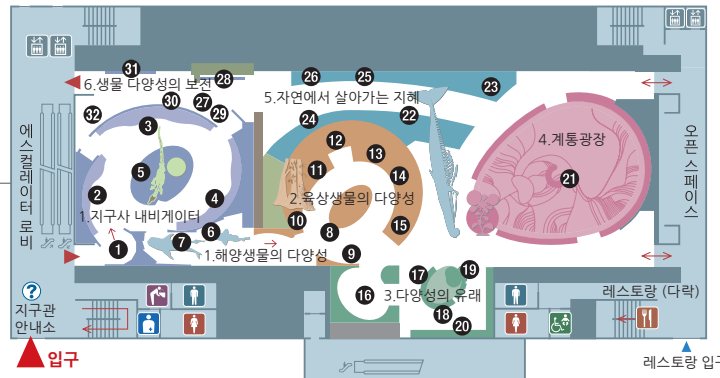 31
28
26
25
6.생물 다양성의 보전
5.자연에서 살아가는 지혜
23
32
30
27
29
24
22
3
12
13
4.계통광장
에스컬레이터 로비
오픈 스페이스
5
11
14
21
2
4
2.육상생물의 다양성
1.지구사 내비게이터
10
8
15
1
7
6
1.해양생물의 다양성
9
?
지구관
안내소
16
17
19
3.다양성의 유래
18
20
레스토랑 (다락)
입구
레스토랑 입구